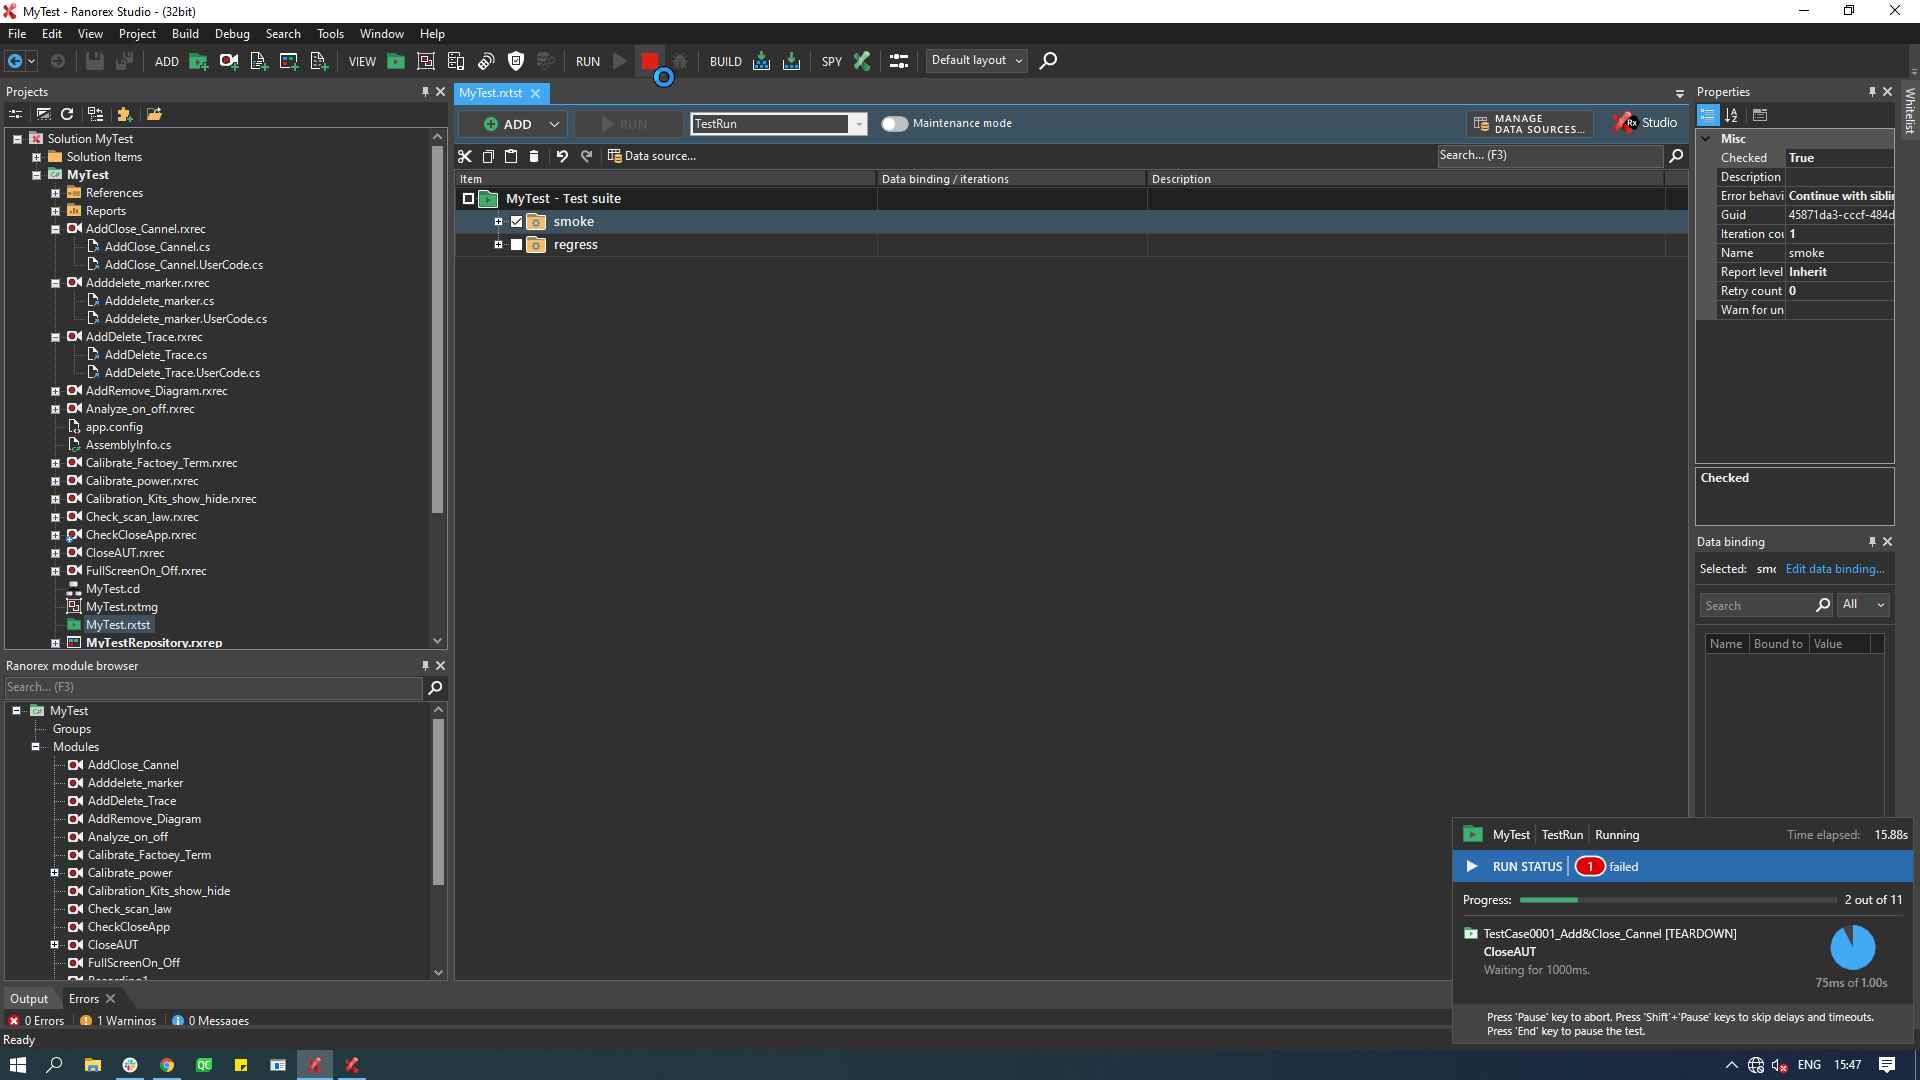 MyTest - Ranorex Studio - (32bit)
File Edit View Project Build Debug Search Tools Window Help
ADD VIEW RUN BUILD SPY Default layout
Projects
Solution MyTest
Solution Items
MyTest
References
Reports
AddClose_Cannel.rxrec
AddClose_Cannel.cs
AddClose_Cannel.UserCode.cs
Adddelete_marker.rxrec
Adddelete_marker.cs
Adddelete_marker.UserCode.cs
AddDelete_Trace.rxrec
AddDelete_Trace.cs
AddDelete_Trace.UserCode.cs
AddRemove_Diagram.rxrec
Analyze_on_off.rxrec
app.config
AssemblyInfo.cs
Calibrate_Factoey_Term.rxrec
Calibrate_power.rxrec
Calibration_Kits_show_hide.rxrec
Check_scan_law.rxrec
CheckCloseApp.rxrec
CloseAUT.rxrec
FullScreenOn_Off.rxrec
MyTest.cd
MyTest.rxtmg
MyTest.rxtst
MyTestRepository.rxrep
Ranorex module browser
Search... (F3)
MyTest
Groups
Modules
AddClose_Cannel
Adddelete_marker
AddDelete_Trace
AddRemove_Diagram
Analyze_on_off
Calibrate_Factoey_Term
Calibrate_power
Calibration_Kits_show_hide
Check_scan_law
CheckCloseApp
CloseAUT
FullScreenOn_Off
Recording1
Output Errors
0 Errors 1 Warnings 0 Messages
Ready
MyTest.rxtst
ADD RUN TestRun Maintenance mode MANAGE DATA SOURCES... Rx Studio
Data source... Search... (F3)
Item Data binding / iterations Description
MyTest - Test suite
smoke
regress
Properties
Misc
Checked True
Description
Error behavi Continue with siblin
Guid 45871da3-cccf-484d
Iteration cou 1
Name smoke
Report level Inherit
Retry count 0
Warn for un
Checked
Data binding
Selected: smo Edit data binding...
Search All
Name Bound to Value
Whitelist
MyTest TestRun Running Time elapsed: 15.88s
RUN STATUS 1 failed
Progress: 2 out of 11
TestCase0001_Add&Close_Cannel [TEARDOWN]
CloseAUT
Waiting for 1000ms.
75ms of 1.00s
Press 'Pause' key to abort. Press 'Shift'+'Pause' keys to skip delays and timeouts.
Press 'End' key to pause the test.
QC
ENG 15:47